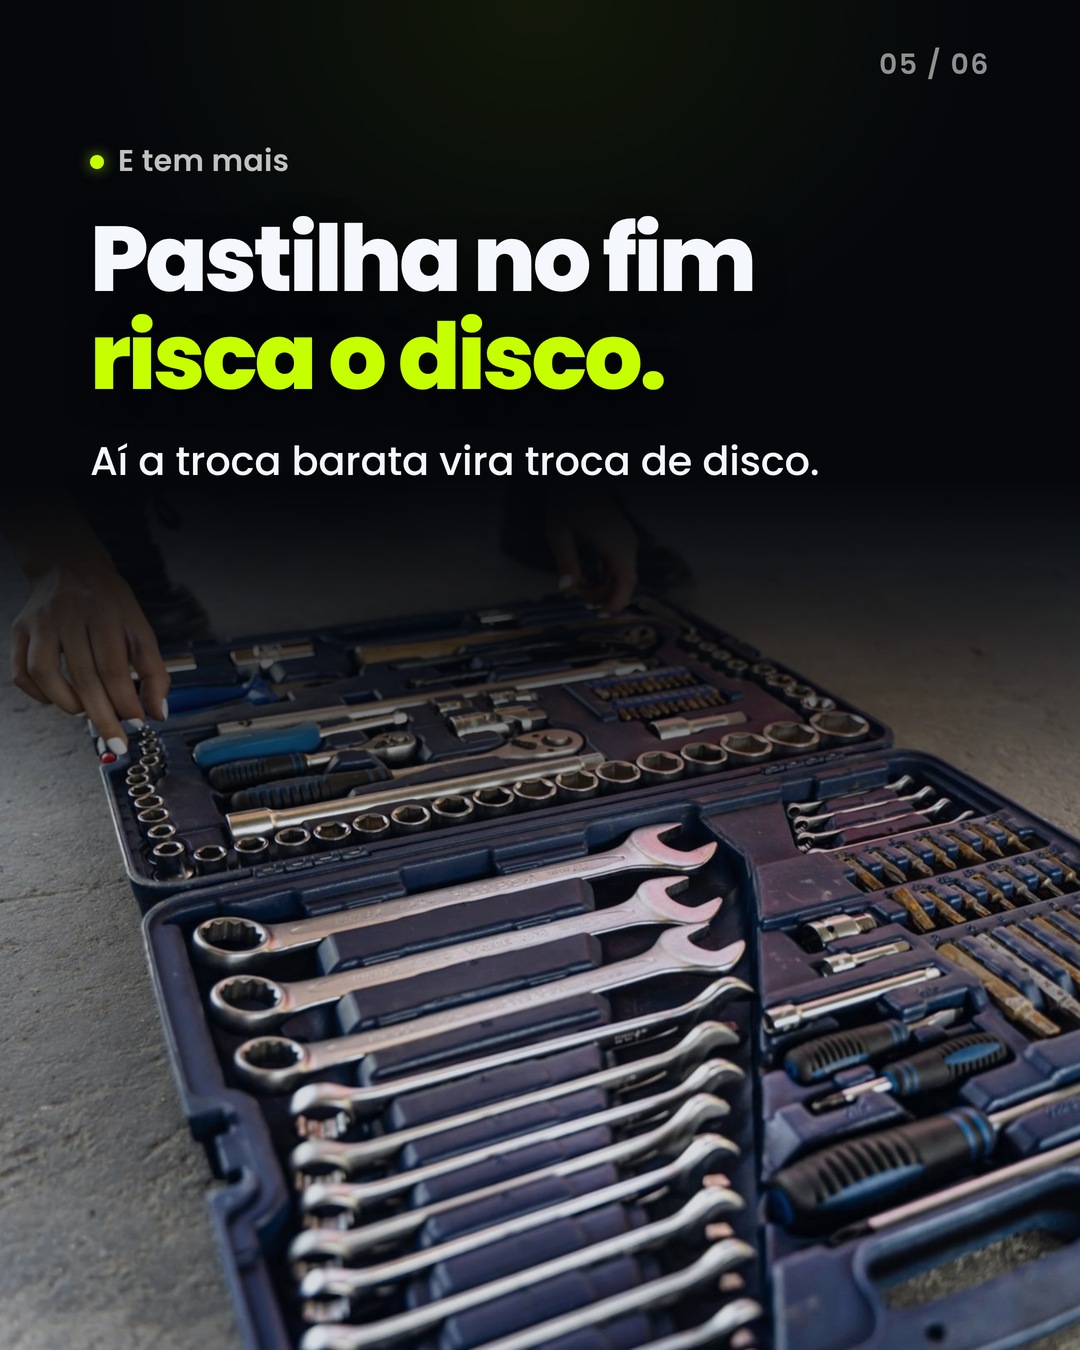 05 / 06
E tem mais
Pastilha no fim
risca o disco.
Aí a troca barata vira troca de disco.